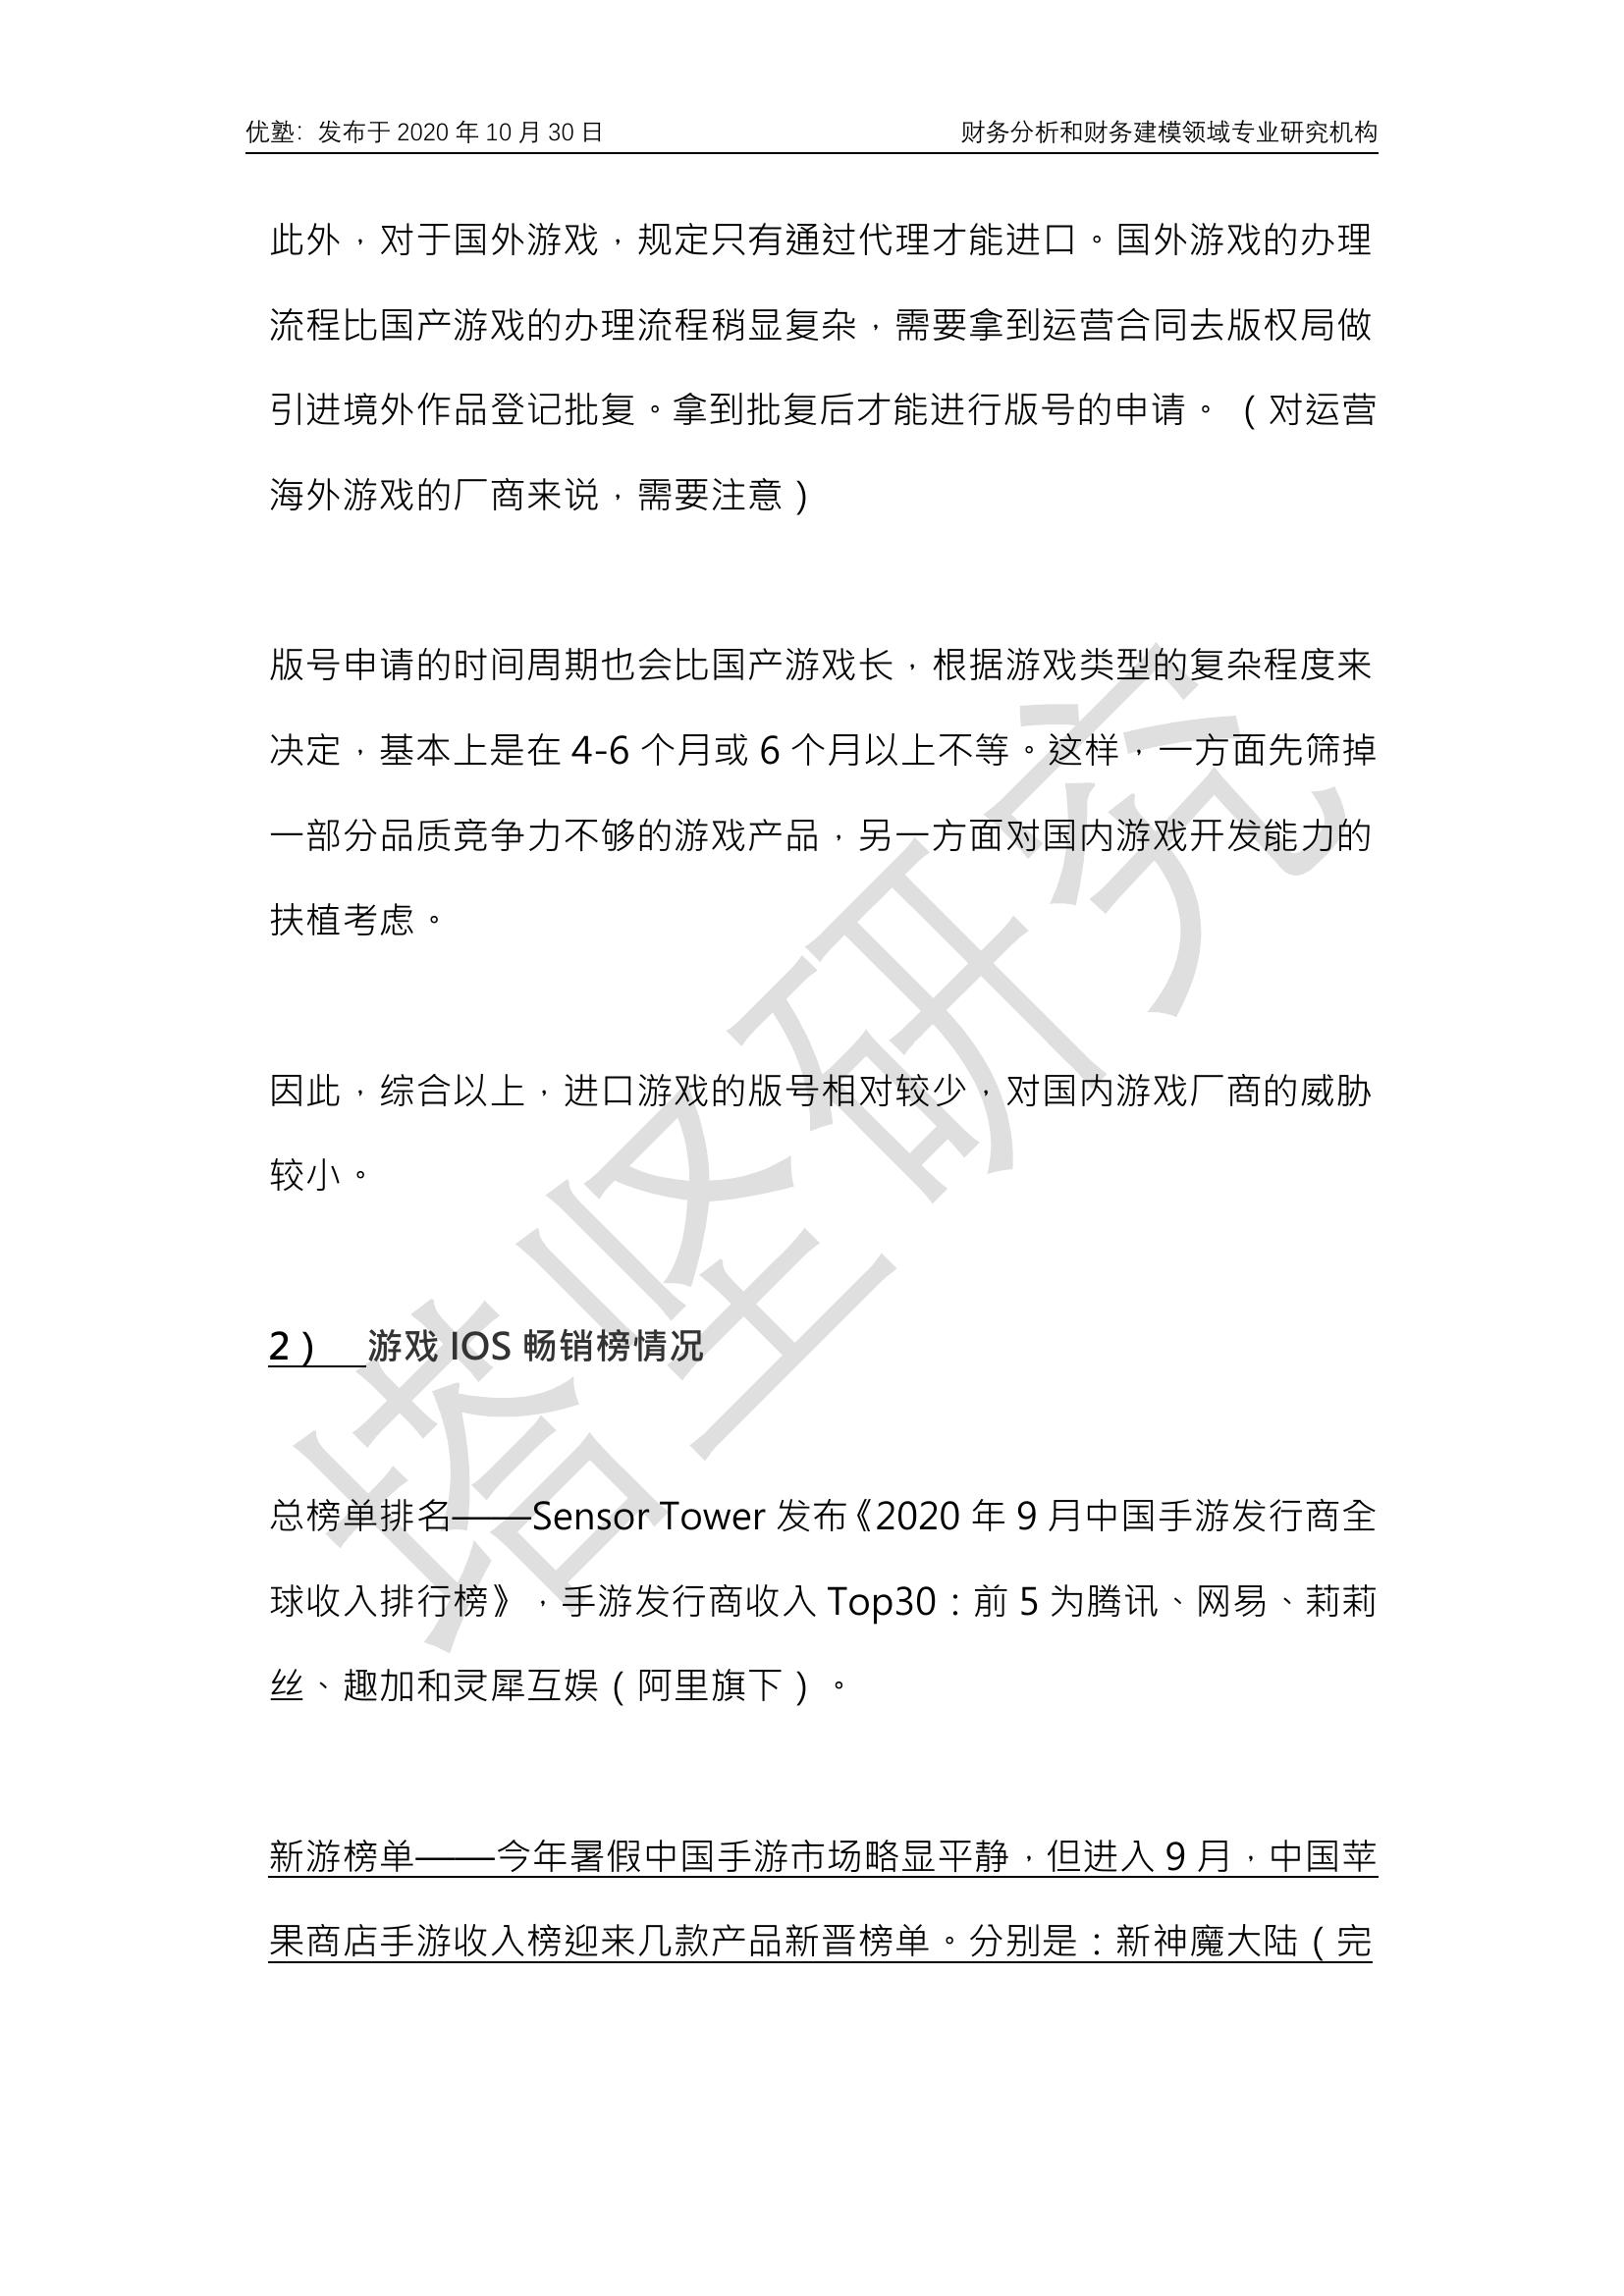 优塾：发布于 2020 年 10 月 30 日
财务分析和财务建模领域专业研究机构
此外，对于国外游戏，规定只有通过代理才能进口。国外游戏的办理
流程比国产游戏的办理流程稍显复杂，需要拿到运营合同去版权局做
引进境外作品登记批复。拿到批复后才能进行版号的申请。（对运营
海外游戏的厂商来说，需要注意）
版号申请的时间周期也会比国产游戏长，根据游戏类型的复杂程度来
决定，基本上是在 4-6 个月或 6 个月以上不等。这样，一方面先筛掉
一部分品质竞争力不够的游戏产品，另一方面对国内游戏开发能力的
扶植考虑。
因此，综合以上，进口游戏的版号相对较少，对国内游戏厂商的威胁
较小。
2） 游戏 IOS 畅销榜情况
总榜单排名——Sensor Tower 发布《2020 年 9 月中国手游发行商全
球收入排行榜》，手游发行商收入 Top30：前 5 为腾讯、网易、莉莉
丝、趣加和灵犀互娱（阿里旗下）。
新游榜单——今年暑假中国手游市场略显平静，但进入 9 月，中国苹
果商店手游收入榜迎来几款产品新晋榜单。分别是：新神魔大陆（完
塔坚研究